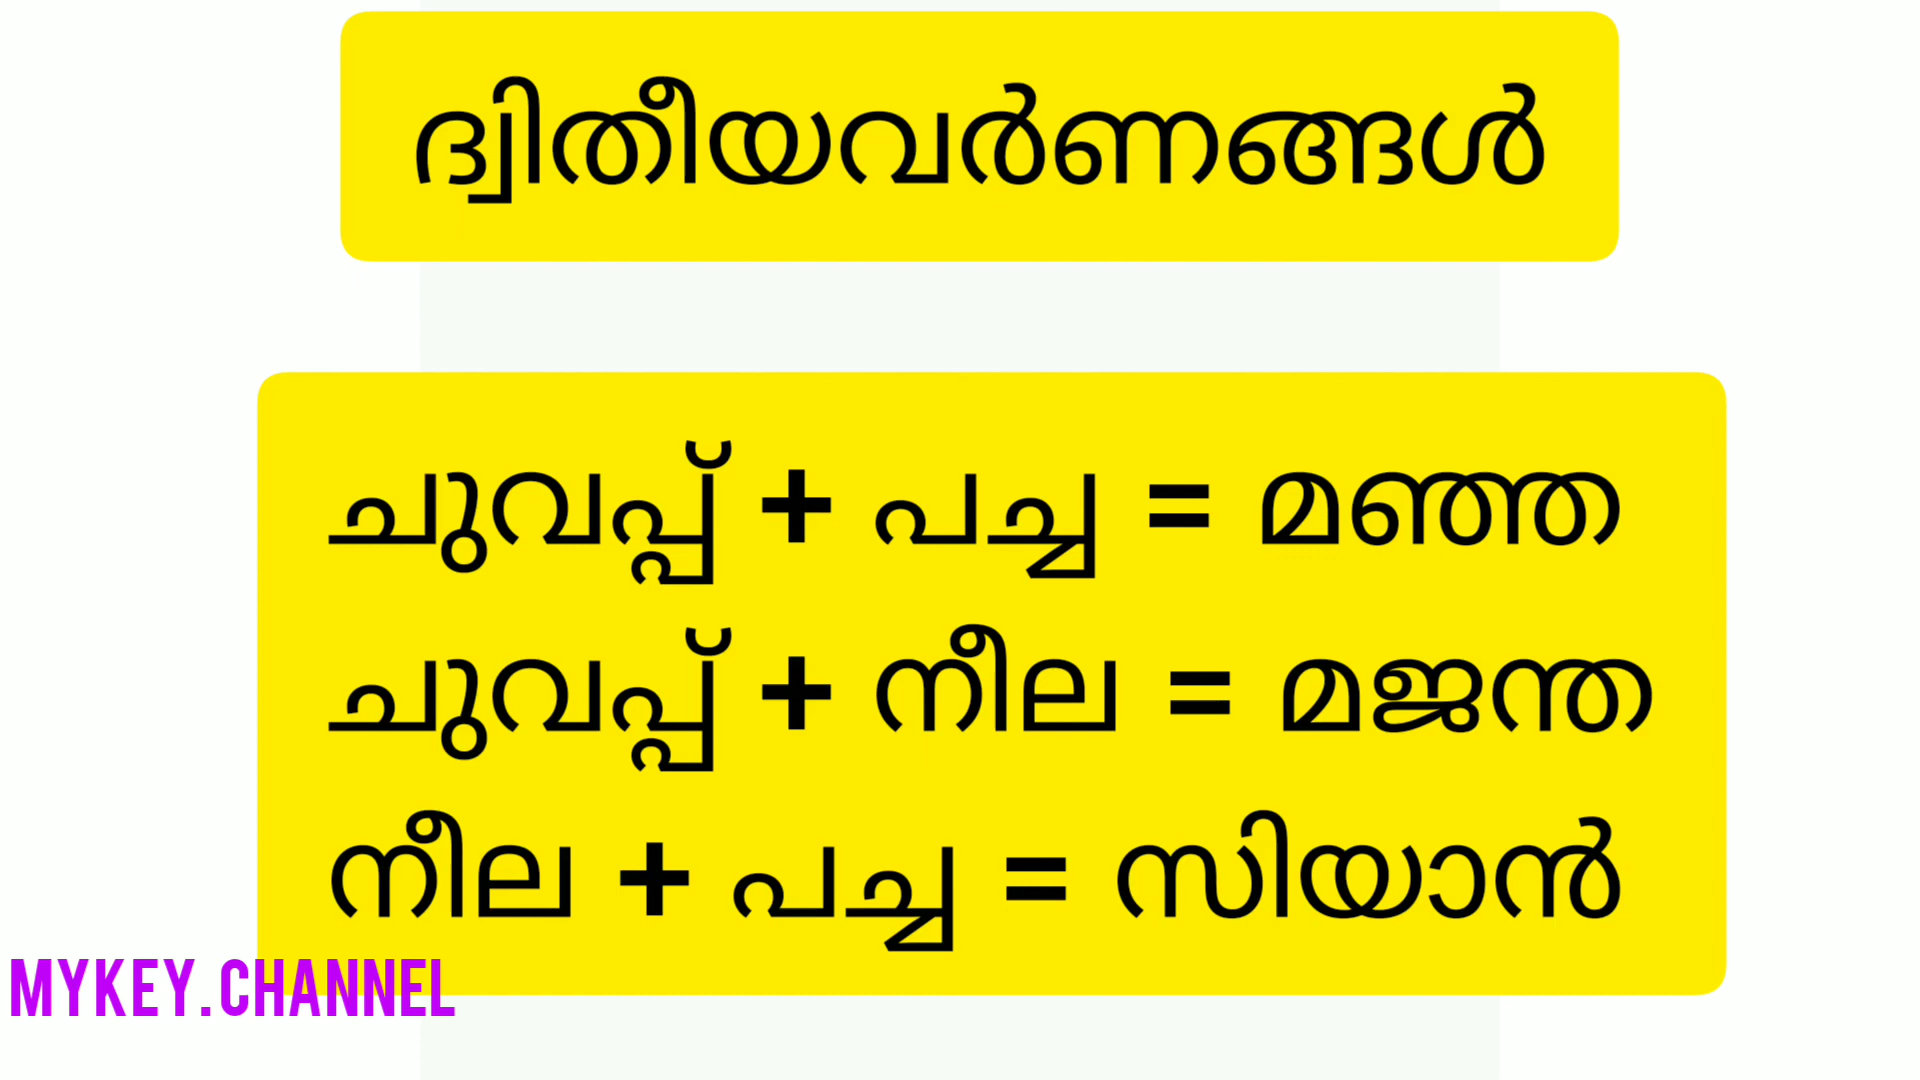 ദ്വിതീയവർണങ്ങൾ
ചുവപ്പ് + പച്ച = മഞ്ഞ
ചുവപ്പ് + നീല = മജന്ത
നീല + പച്ച = സിയാൻ
MYKEY.CHANNEL